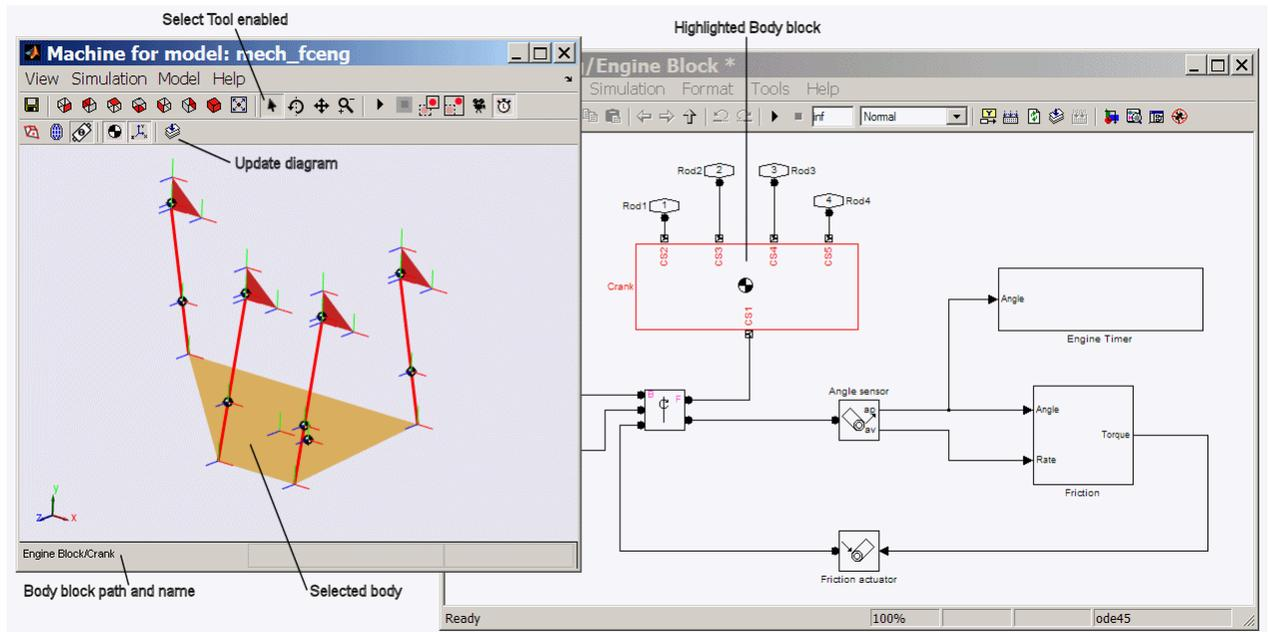 Select Tool enabled
Highlighted Body block
Machine for model: mech_fceng
View Simulation Model Help
Update diagram
y
z
x
Engine Block/Crank
Body block path and name
Selected body
/Engine Block *
Simulation Format Tools Help
inf
Normal
Rod2
2
3
Rod3
Rod1
1
4
Rod4
CS2
CS3
CS4
CS5
Crank
CS1
Angle
Engine Timer
B
F
Angle sensor
ap
av
Angle
Torque
Rate
Friction
Friction actuator
Ready
100%
ode45